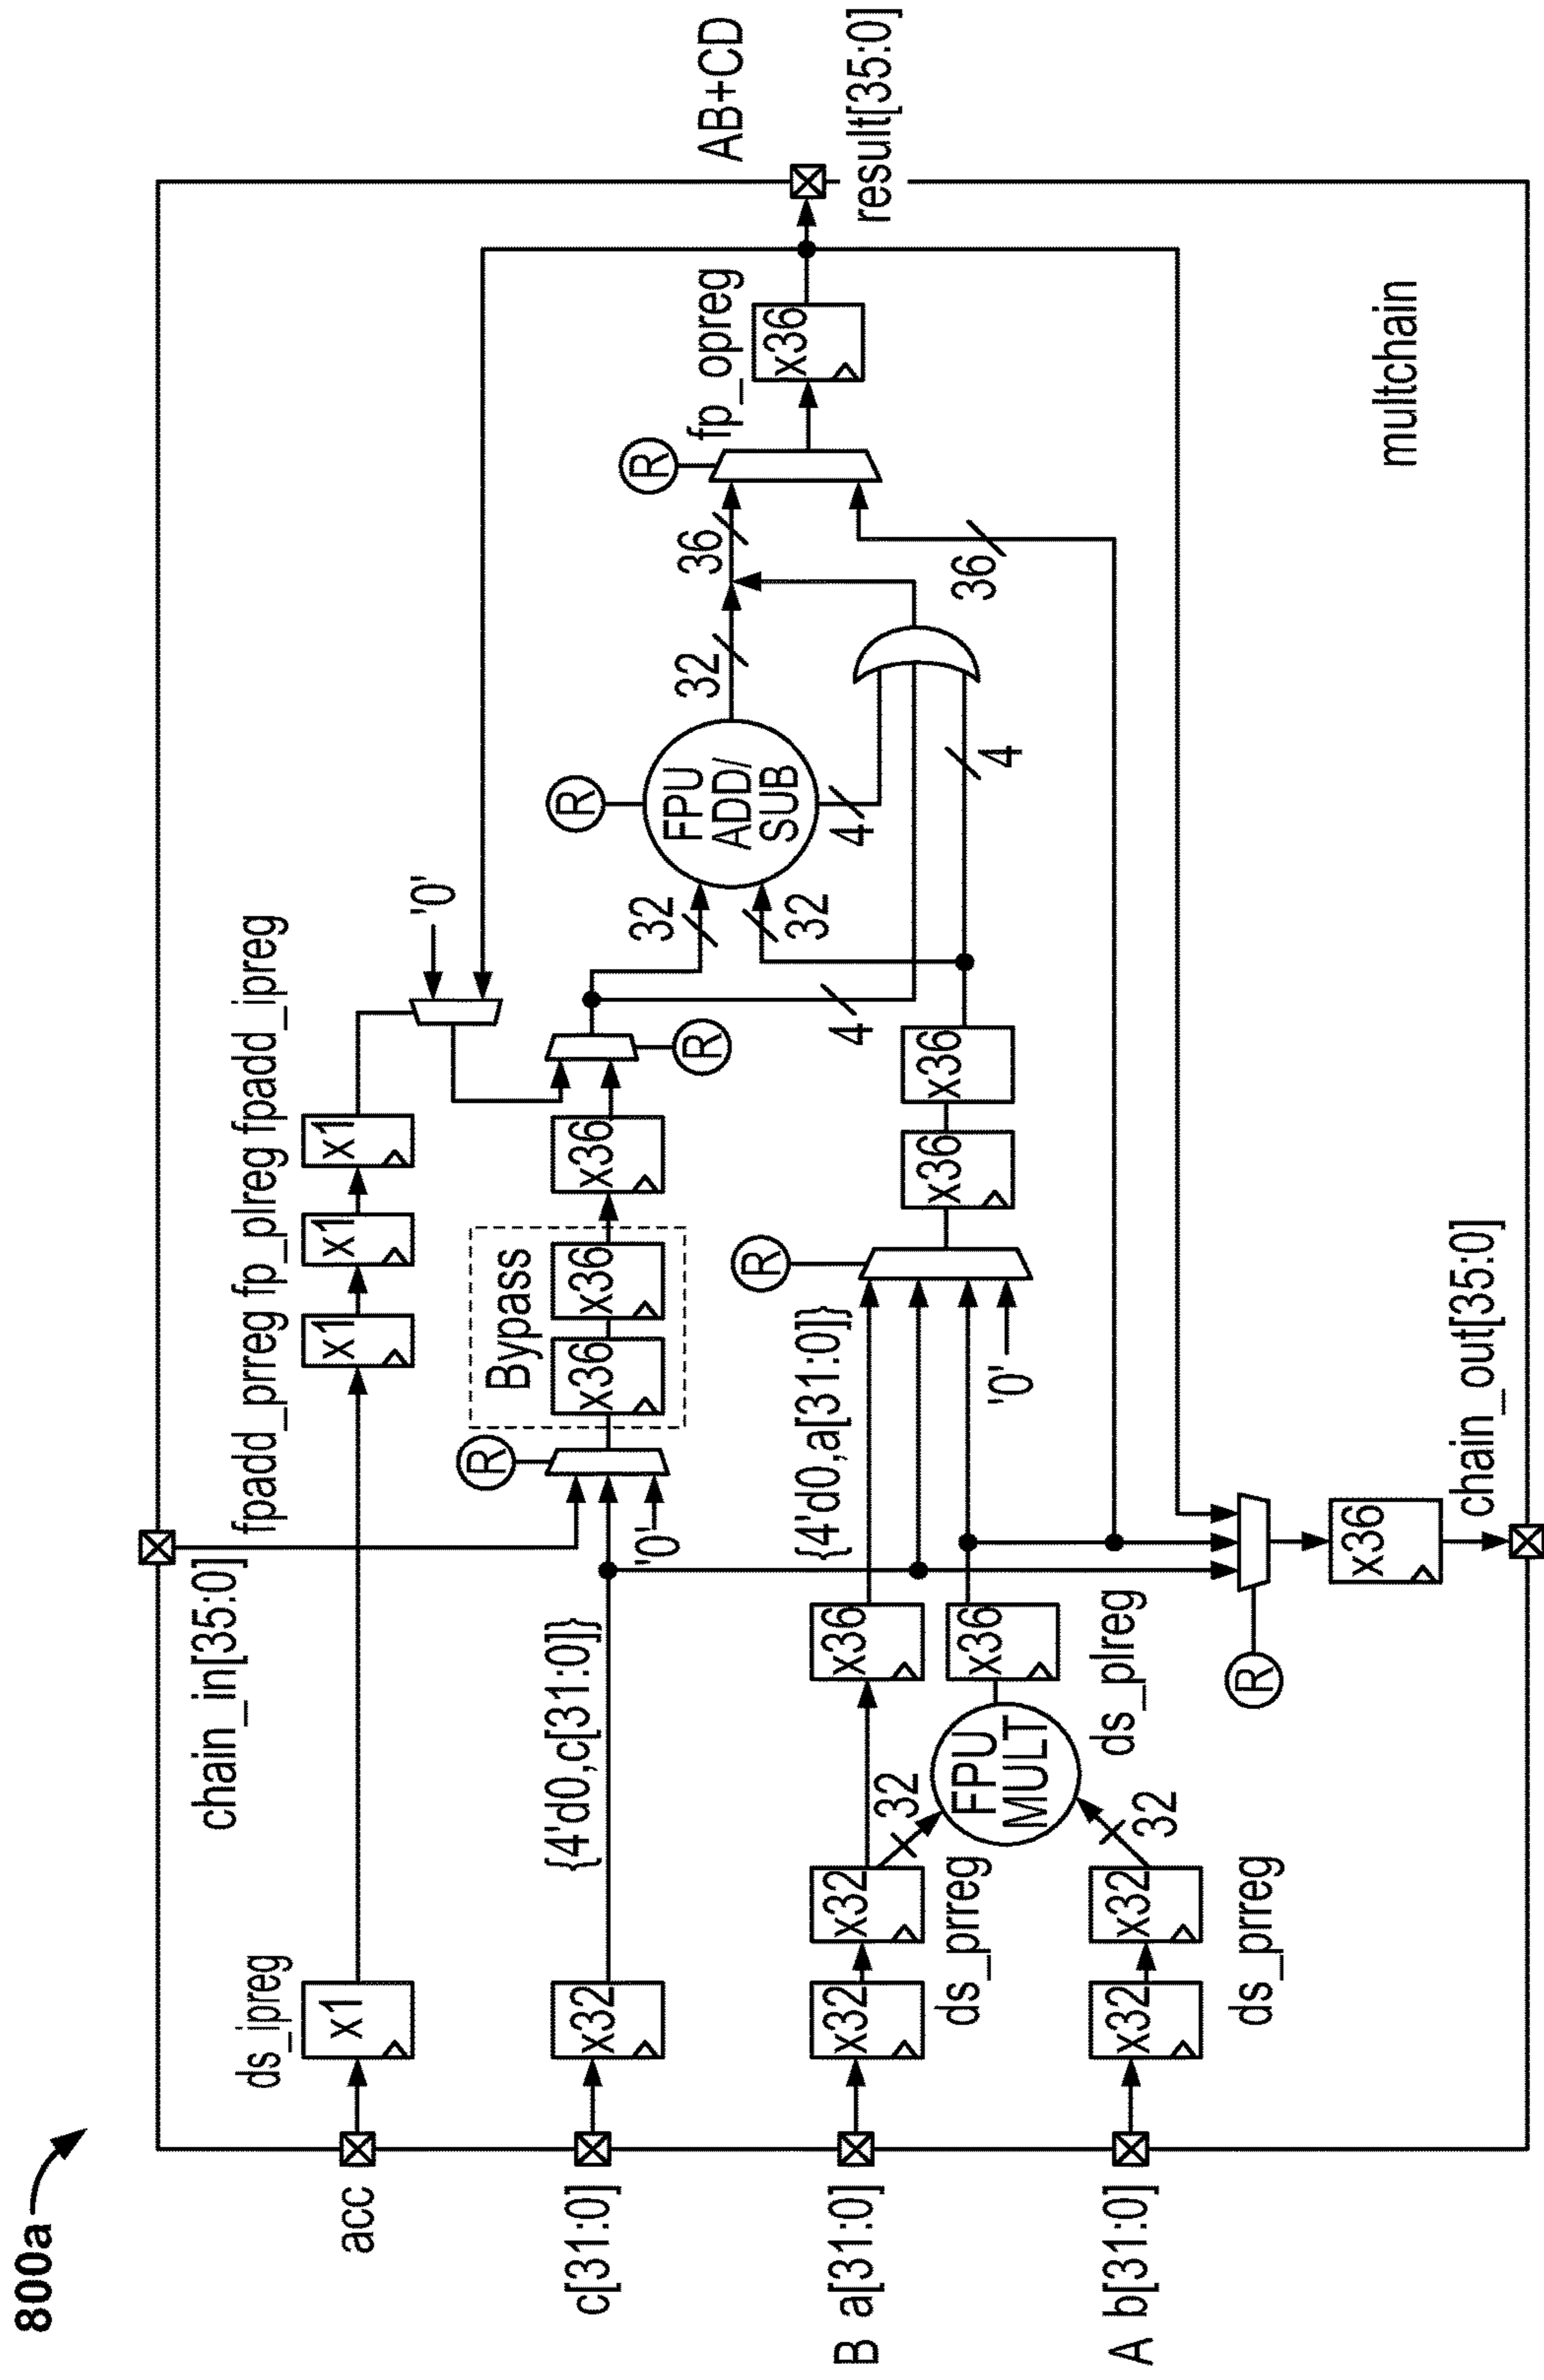 800a
acc
c[31:0]
B a[31:0]
A b[31:0]
chain_in[35:0]
ds_ipreg
x1
fpadd_prreg fp_plreg fpadd_ipreg
x1
x1
x1
'0'
x32
{4'd0,c[31:0]}
R
'0'
Bypass
x36
x36
x36
R
32
R
FPU
ADD/
SUB
32
32
36
4
4
4
R
fp_opreg
x36
AB+CD
result[35:0]
x32
x32
ds_prreg
32
x36
{4'd0,a[31:0]}
R
'0'
x36
x36
36
x32
x32
ds_prreg
32
FPU
MULT
x36
ds_plreg
R
x36
chain_out[35:0]
multchain